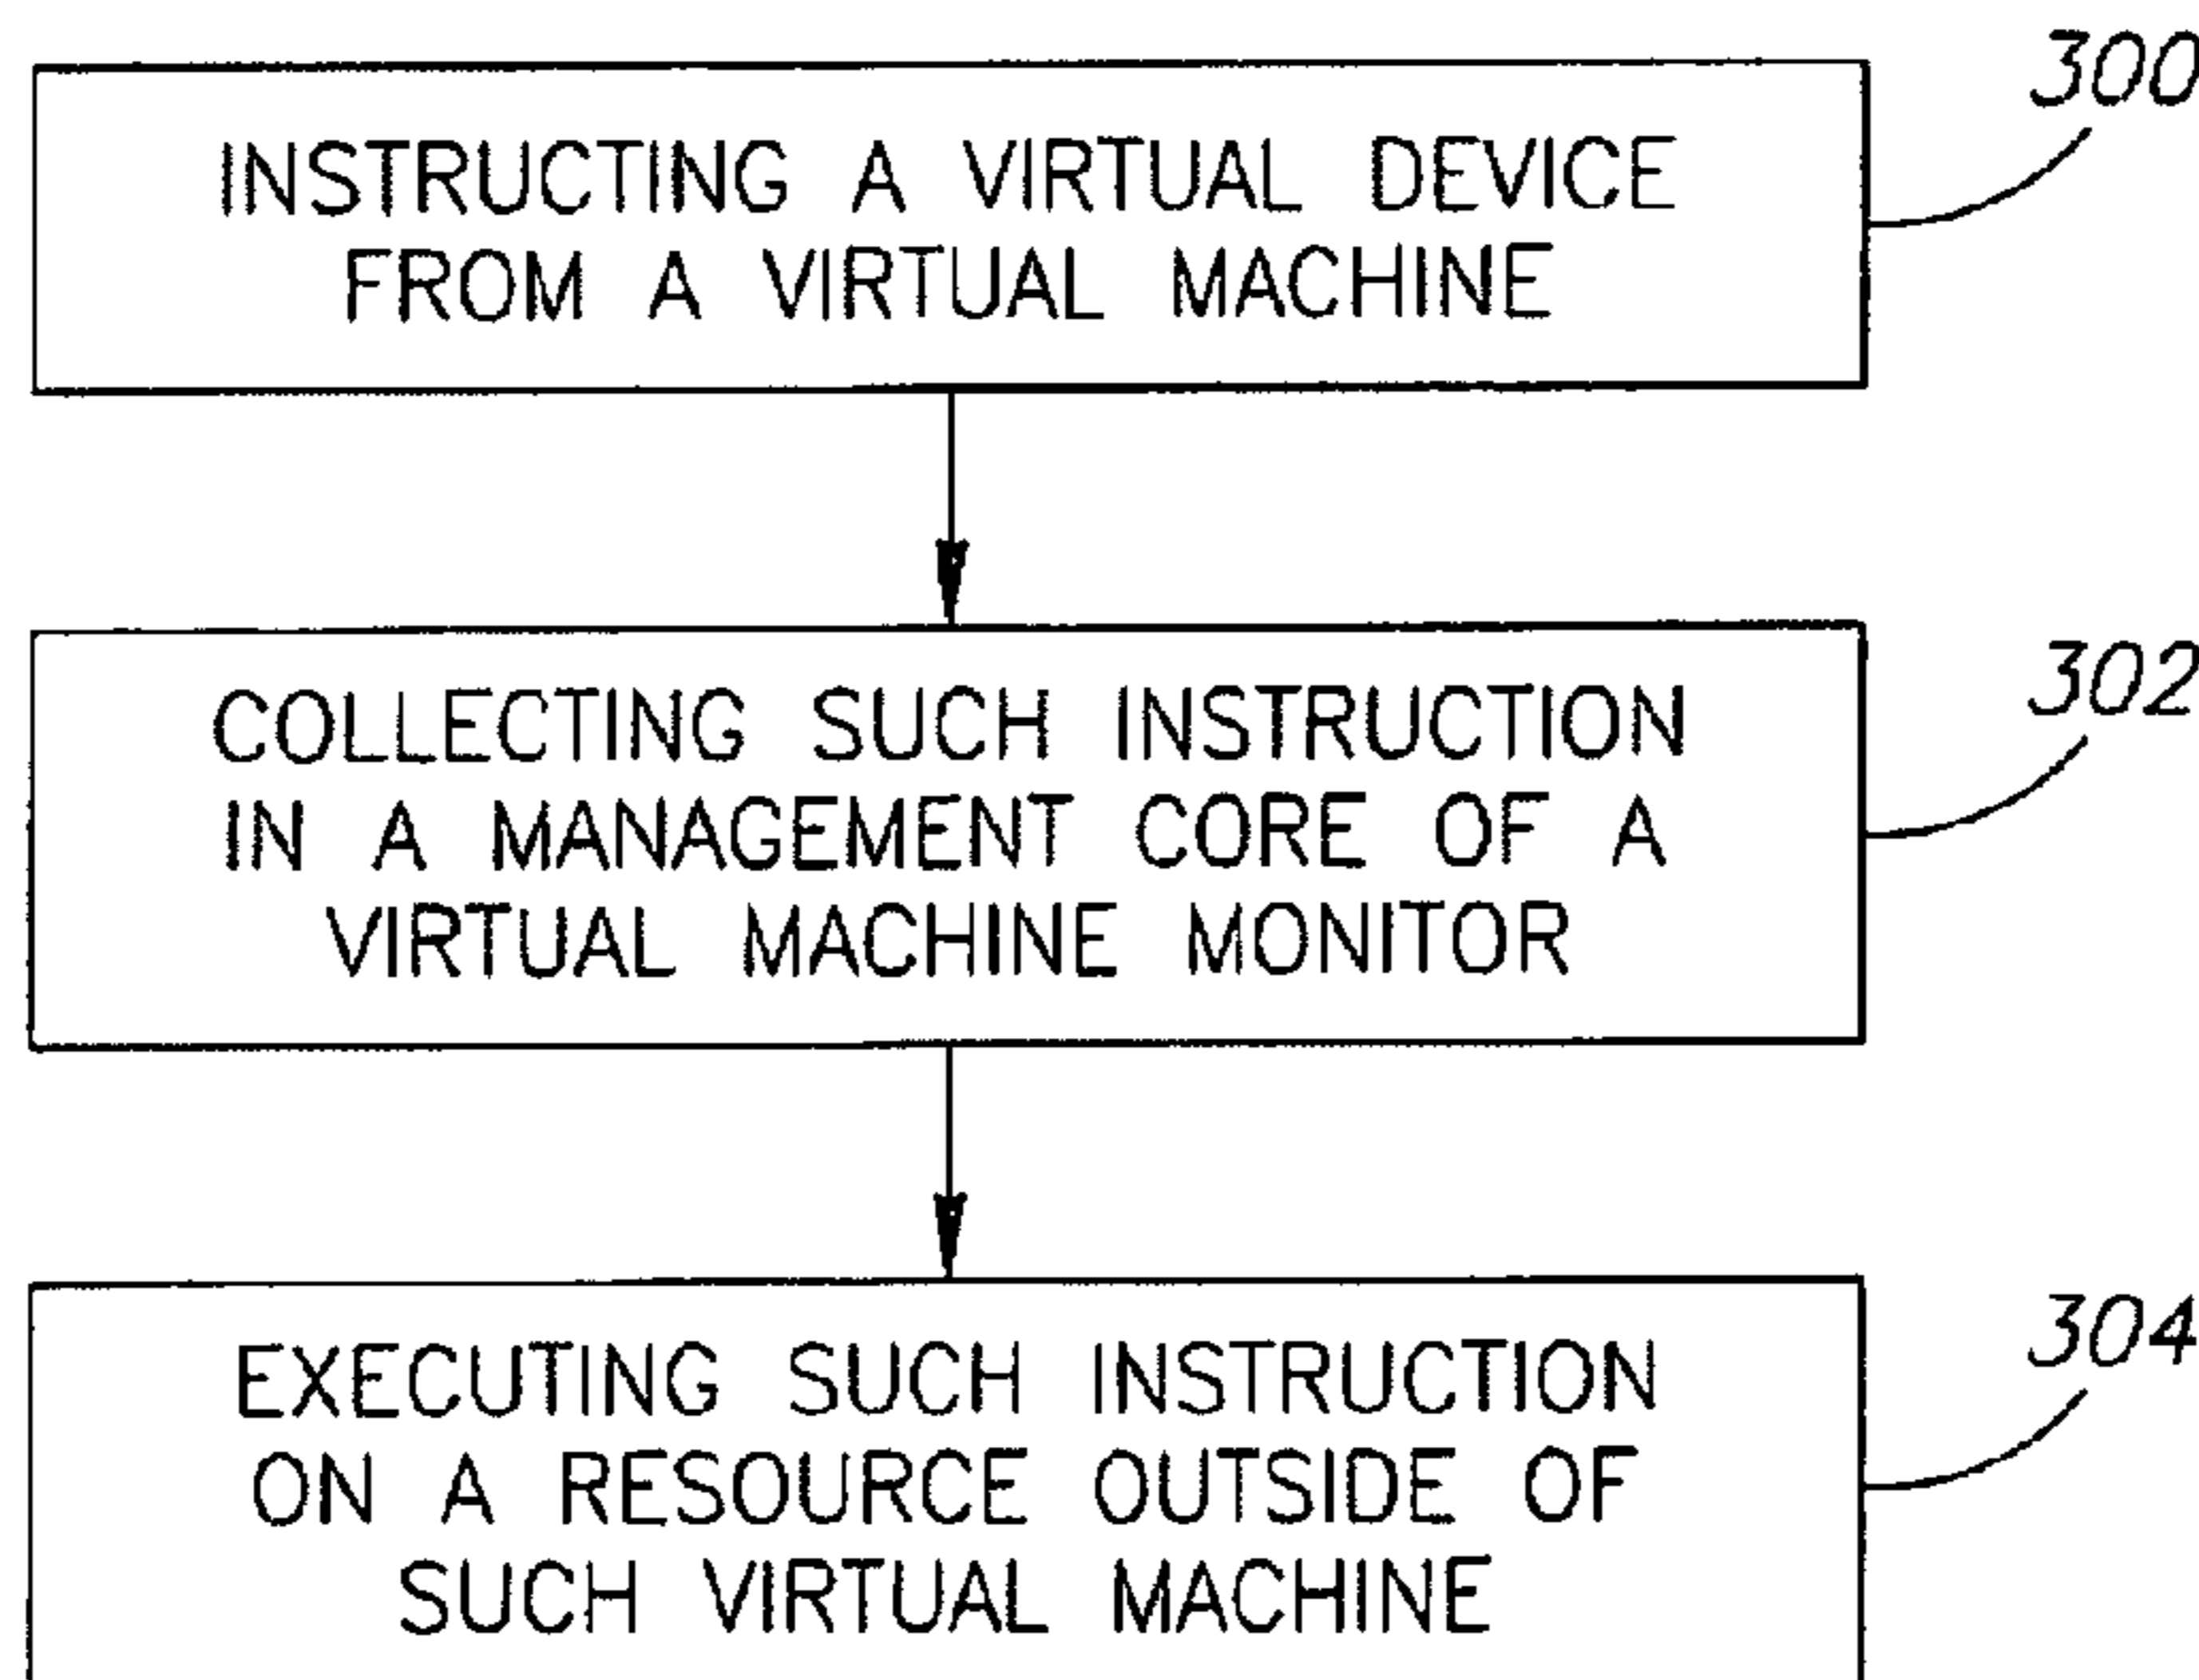 300
INSTRUCTING A VIRTUAL DEVICE
FROM A VIRTUAL MACHINE
302
COLLECTING SUCH INSTRUCTION
IN A MANAGEMENT CORE OF A
VIRTUAL MACHINE MONITOR
304
EXECUTING SUCH INSTRUCTION
ON A RESOURCE OUTSIDE OF
SUCH VIRTUAL MACHINE